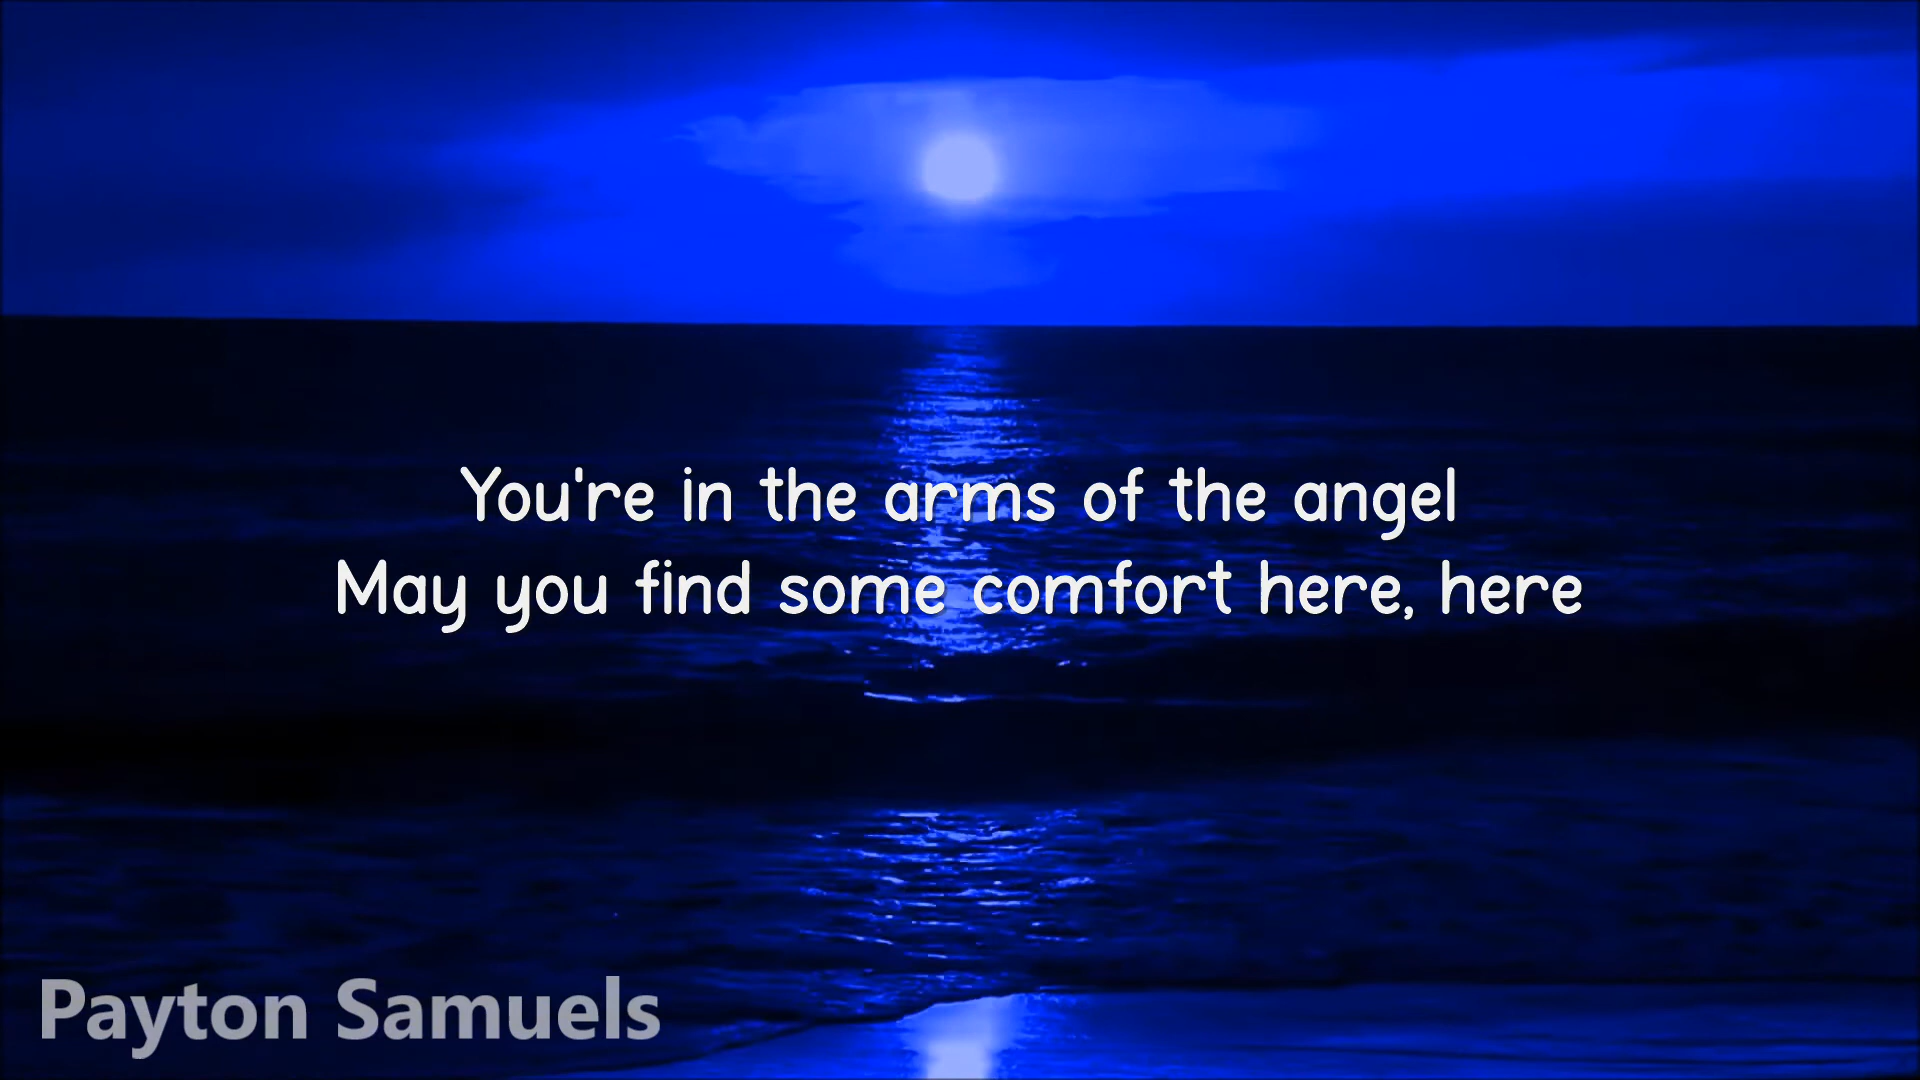 You're in the arms of the angel
May you find some comfort here, here
Payton Samuels